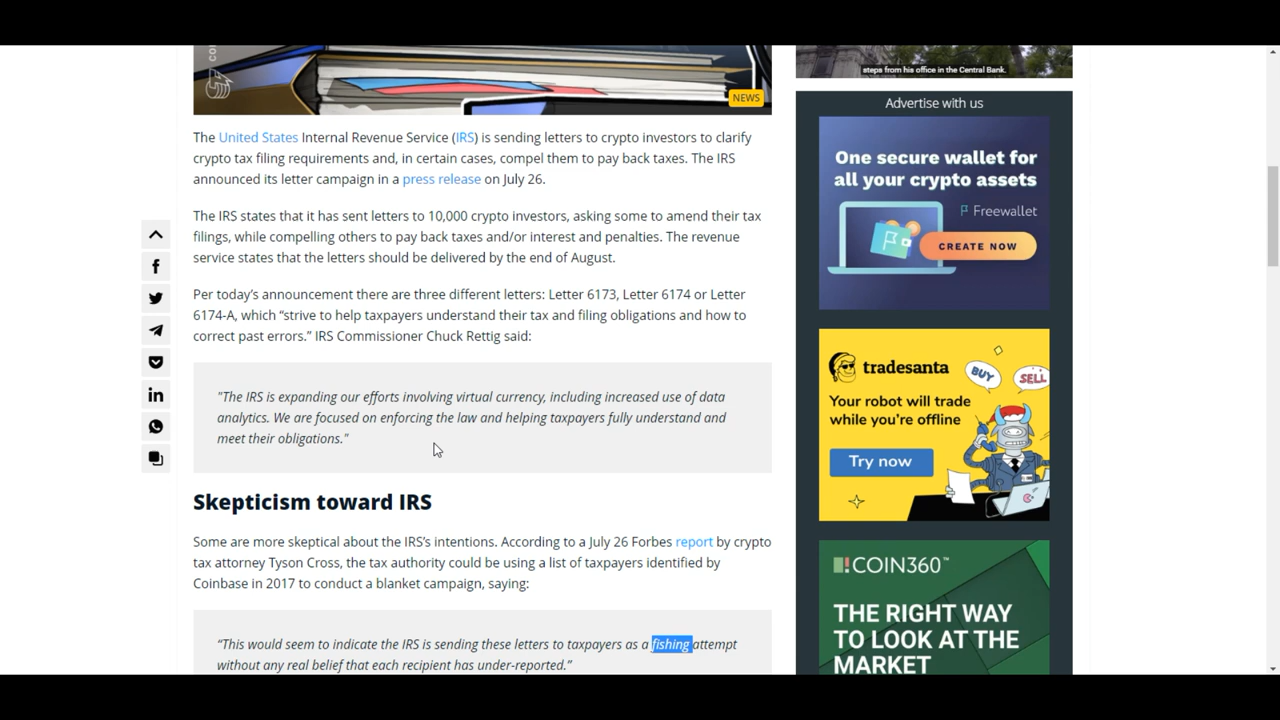 steps from his office in the Central Bank.
NEWS
The United States Internal Revenue Service (IRS) is sending letters to crypto investors to clarify
crypto tax filing requirements and, in certain cases, compel them to pay back taxes. The IRS
announced its letter campaign in a press release on July 26.
The IRS states that it has sent letters to 10,000 crypto investors, asking some to amend their tax
filings, while compelling others to pay back taxes and/or interest and penalties. The revenue
service states that the letters should be delivered by the end of August.
Per today’s announcement there are three different letters: Letter 6173, Letter 6174 or Letter
6174-A, which “strive to help taxpayers understand their tax and filing obligations and how to
correct past errors.” IRS Commissioner Chuck Rettig said:
"The IRS is expanding our efforts involving virtual currency, including increased use of data
analytics. We are focused on enforcing the law and helping taxpayers fully understand and
meet their obligations."
Skepticism toward IRS
Some are more skeptical about the IRS’s intentions. According to a July 26 Forbes report by crypto
tax attorney Tyson Cross, the tax authority could be using a list of taxpayers identified by
Coinbase in 2017 to conduct a blanket campaign, saying:
“This would seem to indicate the IRS is sending these letters to taxpayers as a fishing attempt
without any real belief that each recipient has under-reported.”
Advertise with us
One secure wallet for
all your crypto assets
Freewallet
CREATE NOW
tradesanta
BUY
SELL
Your robot will trade
while you’re offline
Try now
COIN360™
THE RIGHT WAY
TO LOOK AT THE
MARKET